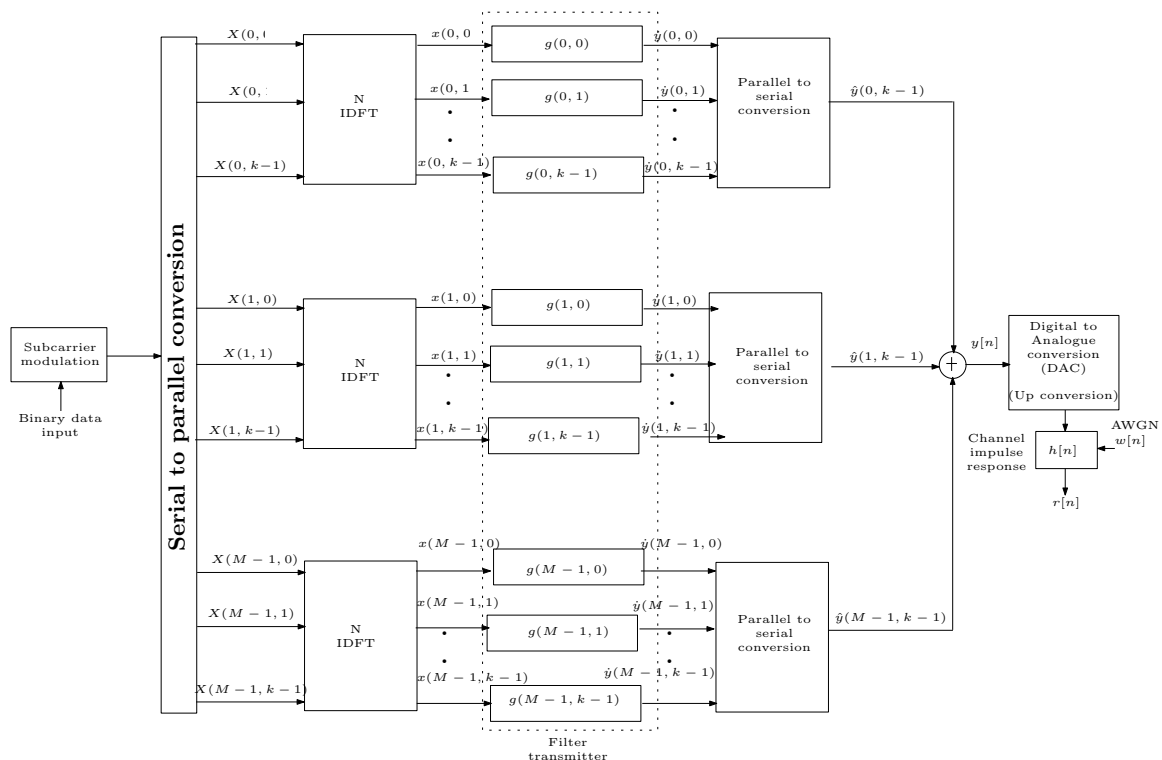 X(0,
x(0, 0
g(0, 0)
ẏ(0, 0)
X(0,
N
IDFT
x(0, 1
g(0, 1)
ẏ(0, 1)
Parallel to
serial
conversion
ŷ(0, k − 1)
X(0, k−1)
x(0, k − 1)
g(0, k − 1)
ẏ(0, k − 1)
Serial to parallel conversion
X(1, 0)
x(1, 0)
g(1, 0)
ẏ(1, 0)
Subcarrier
modulation
Binary data
input
X(1, 1)
N
IDFT
x(1, 1)
g(1, 1)
ẏ(1, 1)
Parallel to
serial
conversion
ŷ(1, k − 1)
X(1, k−1)
x(1, k − 1)
g(1, k − 1)
ẏ(1, k − 1)
+
y[n]
Digital to
Analogue
conversion
(DAC)
(Up conversion)
Channel
impulse
response
h[n]
AWGN
w[n]
r[n]
X(M − 1, 0)
x(M − 1, 0)
g(M − 1, 0)
ẏ(M − 1, 0)
X(M − 1, 1)
N
IDFT
x(M − 1, 1)
g(M − 1, 1)
ẏ(M − 1, 1)
Parallel to
serial
conversion
ŷ(M − 1, k − 1)
X(M − 1, k−1)
x(M − 1, k − 1)
g(M − 1, k − 1)
ẏ(M − 1, k − 1)
Filter
transmitter